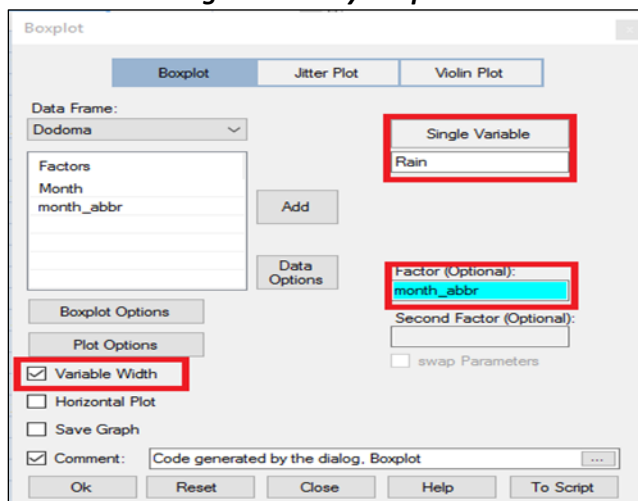 Boxplot
Boxplot Jitter Plot Violin Plot
Data Frame:
Dodoma
Single Variable
Rain
Factors
Month
month_abbr
Add
Data Options
Factor (Optional):
month_abbr
Boxplot Options
Second Factor (Optional):
Plot Options
swap Parameters
Variable Width
Horizontal Plot
Save Graph
Comment: Code generated by the dialog, Boxplot ...
Ok Reset Close Help To Script